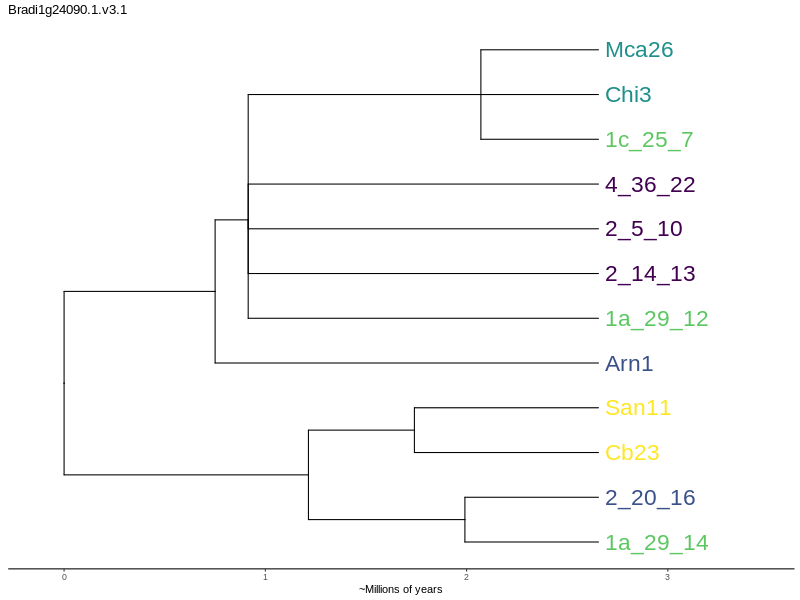 Bradi1g24090.1.v3.1
Mca26
Chi3
1c_25_7
4_36_22
2_5_10
2_14_13
1a_29_12
Arn1
San11
Cb23
2_20_16
1a_29_14
0 1 2 3
~Millions of years